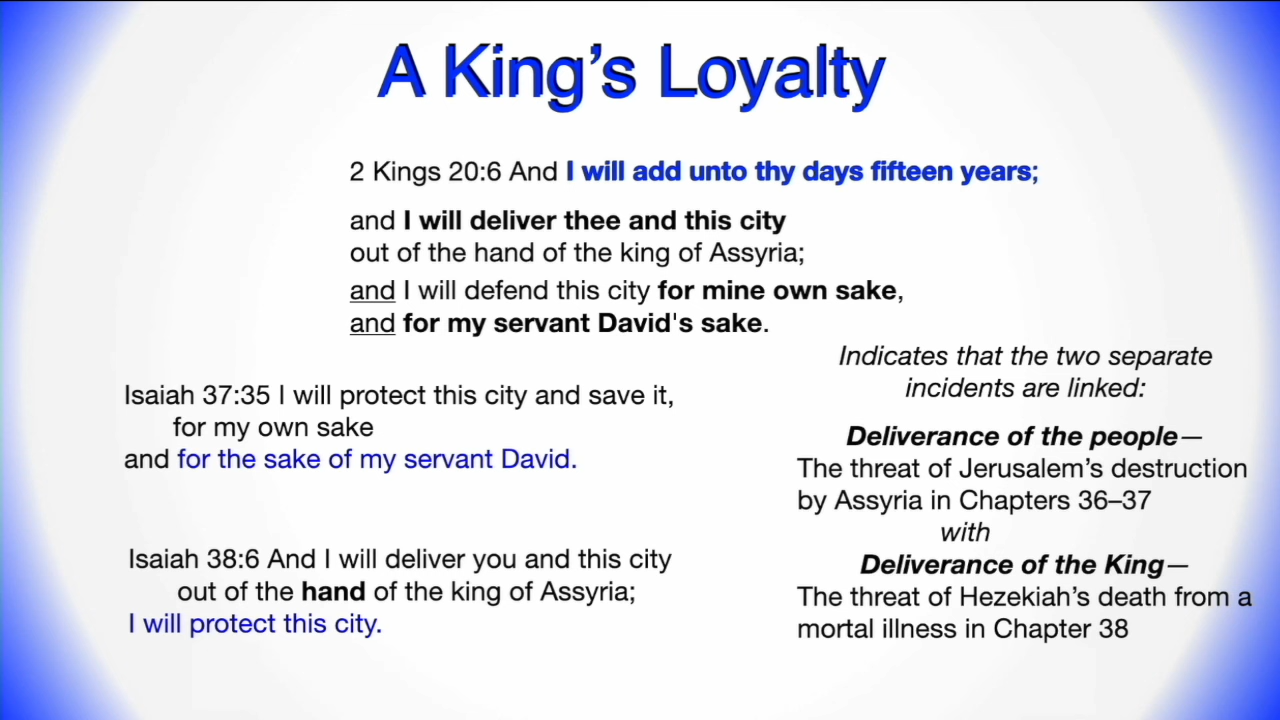 A King’s Loyalty
2 Kings 20:6 And I will add unto thy days fifteen years;
and I will deliver thee and this city
out of the hand of the king of Assyria;
and I will defend this city for mine own sake,
and for my servant David's sake.
Isaiah 37:35 I will protect this city and save it,
for my own sake
and for the sake of my servant David.
Isaiah 38:6 And I will deliver you and this city
out of the hand of the king of Assyria;
I will protect this city.
Indicates that the two separate
incidents are linked:
Deliverance of the people—
The threat of Jerusalem’s destruction
by Assyria in Chapters 36–37
with
Deliverance of the King—
The threat of Hezekiah’s death from a
mortal illness in Chapter 38